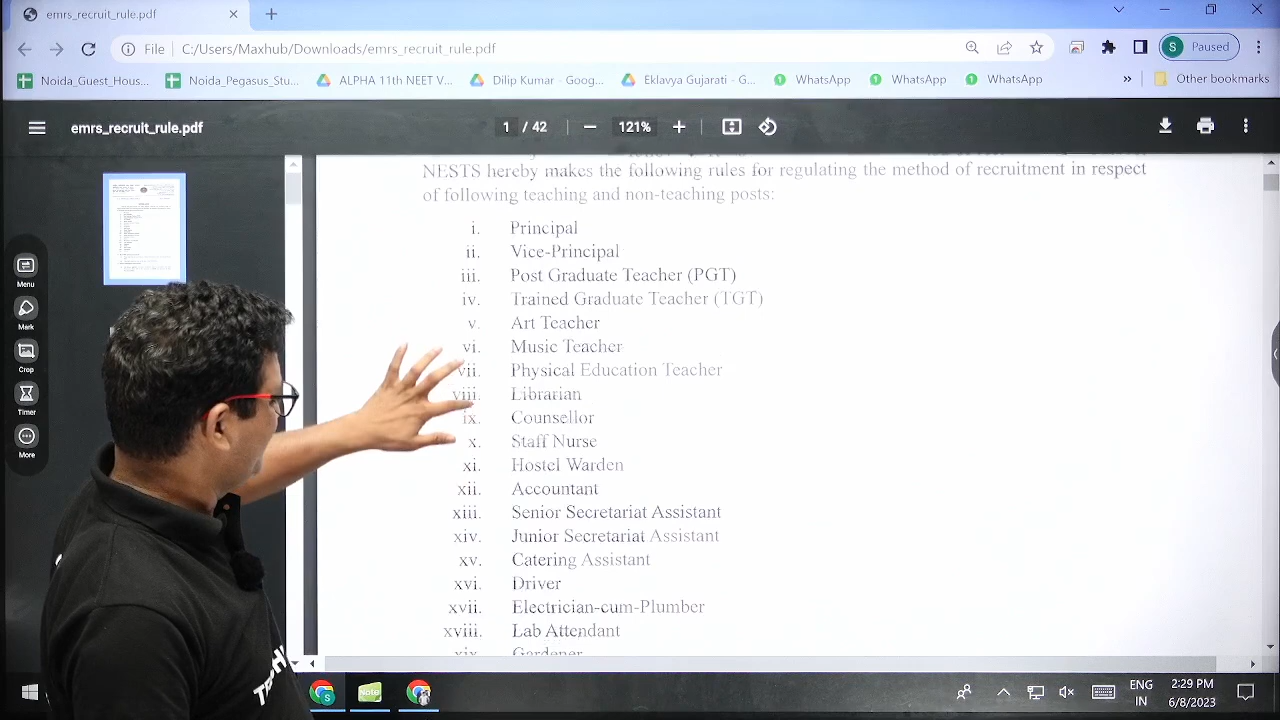 emrs_recruit_rule.pdf
File C:/Users/Maxhub/Downloads/emrs_recruit_rule.pdf
S Paused
Noida_Guest_Hous... Noida_Pegasus_Stu... ALPHA 11th NEET V... Dilip Kumar - Goog... Eklavya Gujarati - G... WhatsApp WhatsApp WhatsApp » Other bookmarks
emrs_recruit_rule.pdf 1 / 42 121%
NESTS hereby makes the following rules for regulating the method of recruitment in respect
of following teaching and non-teaching posts:
i. Principal
ii. Vice-Principal
iii. Post Graduate Teacher (PGT)
iv. Trained Graduate Teacher (TGT)
v. Art Teacher
vi. Music Teacher
vii. Physical Education Teacher
viii. Librarian
ix. Counsellor
x. Staff Nurse
xi. Hostel Warden
xii. Accountant
xiii. Senior Secretariat Assistant
xiv. Junior Secretariat Assistant
xv. Catering Assistant
xvi. Driver
xvii. Electrician-cum-Plumber
xviii. Lab Attendant
xix. Gardener
Menu
Mark
Crop
Timer
More
note
ENG
IN
2:29 PM
6/6/2023